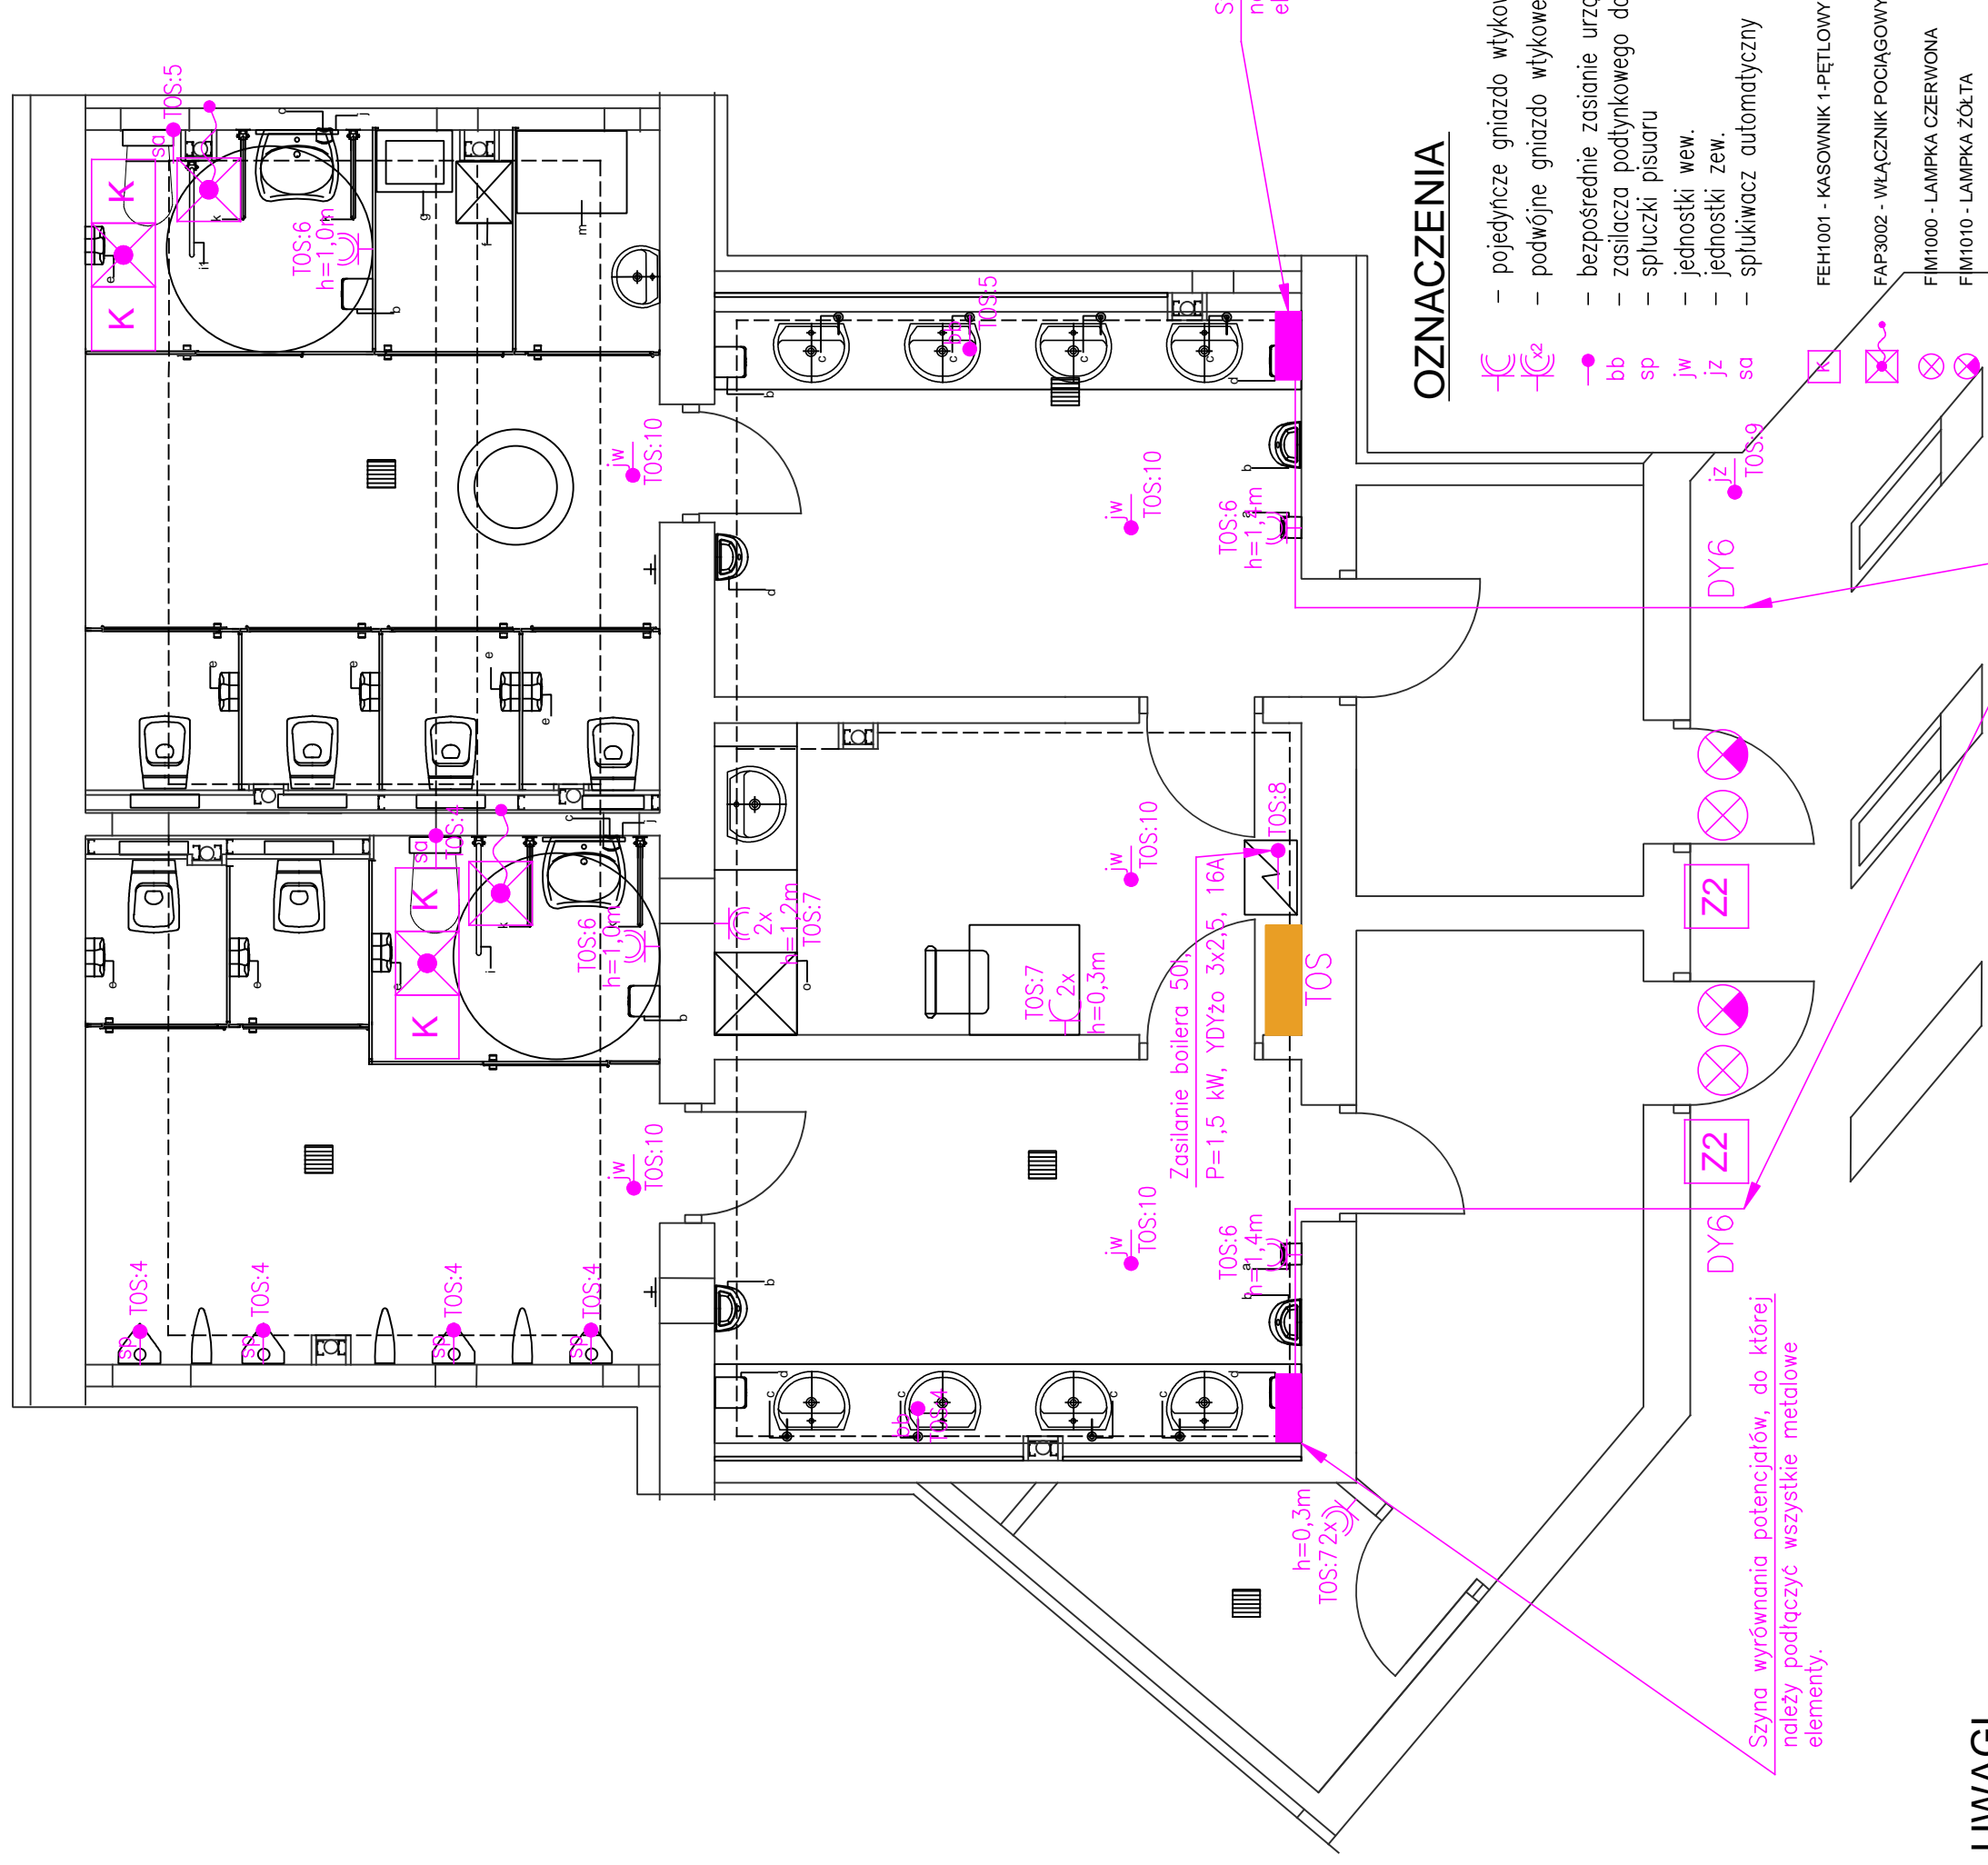 OZNACZENIA
- pojedyńcze gniazdo wtykow
x2 - podwójne gniazdo wtykowe
- bezpośrednie zasianie urzą
bb - zasilacza podtynkowego do
sp - spłuczki pisuaru
jw - jednostki wew.
jz - jednostki zew.
sa - spłukiwacz automatyczny
K FEH1001 - KASOWNIK 1-PĘTLOWY
FAP3002 - WŁĄCZNIK POCIĄGOWY
FIM1000 - LAMPKA CZERWONA
FIM1010 - LAMPKA ŻÓŁTA
UWAGI
Szyna wyrównania potencjałów, do której
należy podłączyć wszystkie metalowe
elementy.
Zasilanie boilera 50l,
P=1,5 kW, YDYżo 3x2,5, 16A
TOS:8
TOS
sp TOS:4
sp TOS:4
sp TOS:4
sp TOS:4
bb
TOS:4
jw
TOS:10
jw
TOS:10
jw
TOS:10
jw
TOS:10
jw
TOS:10
TOS:6
h=1,4m
TOS:6
h=1,4m
TOS:6
h=1,0m
TOS:6
h=1,0m
2x
h=1,2m
TOS:7
TOS:7
2x
h=0,3m
h=0,3m
TOS:7 2x
sa
TOS:4
sa TOS:5
bb
TOS:5
jz
TOS:9
K
K
K
K
DY6
DY6
Z2
Z2